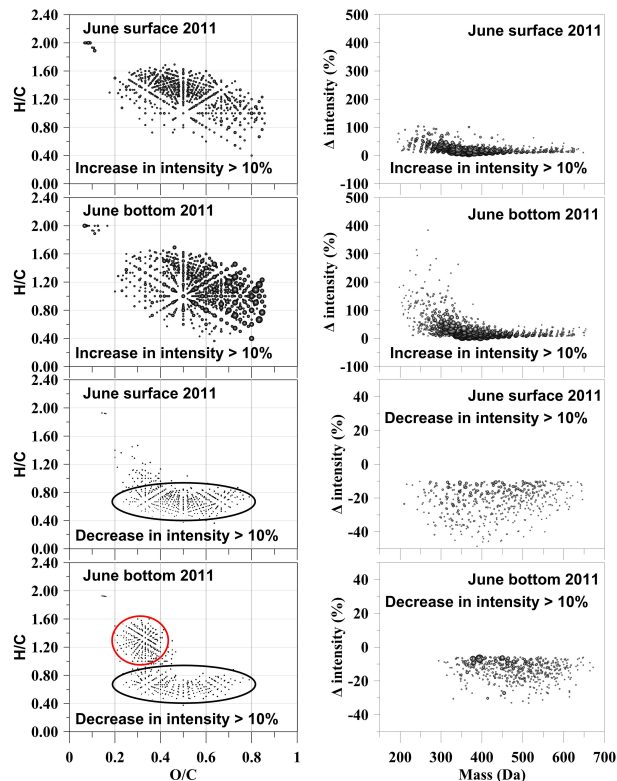 2.40
2.00
1.60
1.20
0.80
0.40
0.00
H/C
June surface 2011
Increase in intensity > 10%
500
400
300
200
100
0
-100
Δ intensity (%)
June surface 2011
Increase in intensity > 10%
2.40
2.00
1.60
1.20
0.80
0.40
0.00
H/C
June bottom 2011
Increase in intensity > 10%
500
400
300
200
100
0
-100
Δ intensity (%)
June bottom 2011
Increase in intensity > 10%
2.40
2.00
1.60
1.20
0.80
0.40
0.00
H/C
June surface 2011
Decrease in intensity > 10%
40
20
0
-20
-40
Δ intensity (%)
June surface 2011
Decrease in intensity > 10%
2.40
2.00
1.60
1.20
0.80
0.40
0.00
H/C
June bottom 2011
Decrease in intensity > 10%
0 0.2 0.4 0.6 0.8 1
O/C
40
20
0
-20
-40
Δ intensity (%)
June bottom 2011
Decrease in intensity > 10%
200 300 400 500 600 700
Mass (Da)